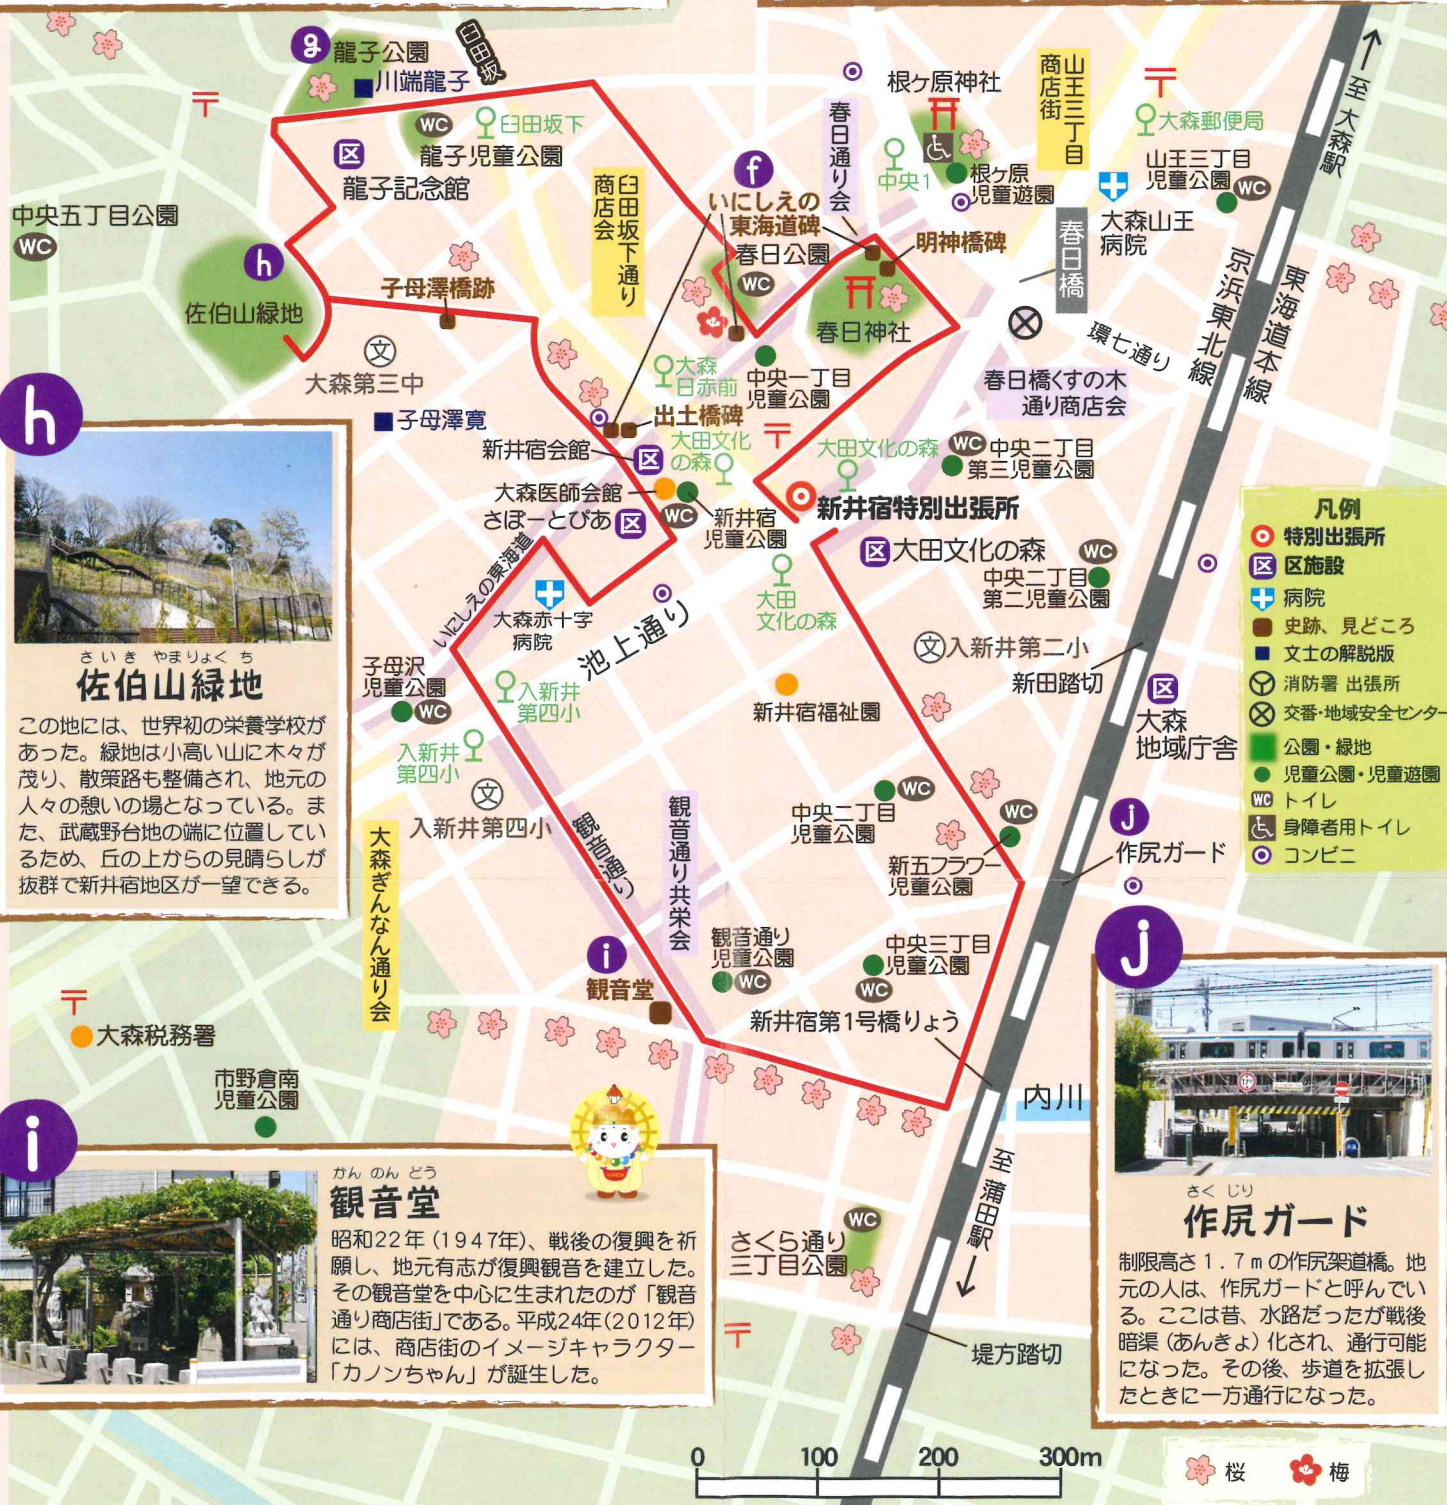 g
龍子公園
川端龍子
臼田坂
WC
臼田坂下
龍子児童公園
区
龍子記念館
中央五丁目公園
WC
h
佐伯山緑地
子母澤橋跡
文
大森第三中
子母澤寛
臼田坂下通り
商店会
f
いにしえの
東海道碑
春日公園
WC
春日通り会
根ケ原神社
中央1
根ケ原
児童遊園
明神橋碑
春日神社
山王三丁目
商店街
大森郵便局
山王三丁目
児童公園
WC
大森山王
病院
春日橋
至 大森駅
東海道本線
京浜東北線
環七通り
春日橋くすの木
通り商店会
大森
日赤前
中央一丁目
児童公園
出土橋碑
新井宿会館
区
大田文化
の森
大森医師会館
さぽーとぴあ
区
WC
新井宿
児童公園
大田文化の森
WC
中央二丁目
第三児童公園
新井宿特別出張所
区
大田文化の森
WC
中央二丁目
第二児童公園
大田
文化の森
いにしえの東海道
大森赤十字
病院
池上通り
文
入新井第二小
新田踏切
区
大森
地域庁舎
子母沢
児童公園
WC
入新井
第四小
入新井
第四小
文
入新井第四小
新井宿福祉園
観音通り
観音通り共栄会
大森ぎんなん通り会
中央二丁目
児童公園
WC
WC
新五フラワー
児童公園
j
作尻ガード
i
観音堂
観音通り
児童公園
WC
中央三丁目
児童公園
WC
新井宿第1号橋りょう
内川
至 蒲田駅
大森税務署
市野倉南
児童公園
さくら通り
三丁目公園
WC
堤方踏切
0 100 200 300m
桜 梅
凡例
特別出張所
区 区施設
病院
史跡、見どころ
文士の解説版
消防署 出張所
交番・地域安全センター
公園・緑地
児童公園・児童遊園
WC トイレ
身障者用トイレ
コンビニ
h
さいき やまりょく ち
佐伯山緑地
この地には、世界初の栄養学校が
あった。緑地は小高い山に木々が
茂り、散策路も整備され、地元の
人々の憩いの場となっている。ま
た、武蔵野台地の端に位置してい
るため、丘の上からの見晴らしが
抜群で新井宿地区が一望できる。
i
かん のん どう
観音堂
昭和22年(1947年)、戦後の復興を祈
願し、地元有志が復興観音を建立した。
その観音堂を中心に生まれたのが「観音
通り商店街」である。平成24年(2012年)
には、商店街のイメージキャラクター
「カノンちゃん」が誕生した。
j
さく じり
作尻ガード
制限高さ1.7mの作尻架道橋。地
元の人は、作尻ガードと呼んでい
る。ここは昔、水路だったが戦後
暗渠(あんきょ)化され、通行可能
になった。その後、歩道を拡張し
たときに一方通行になった。